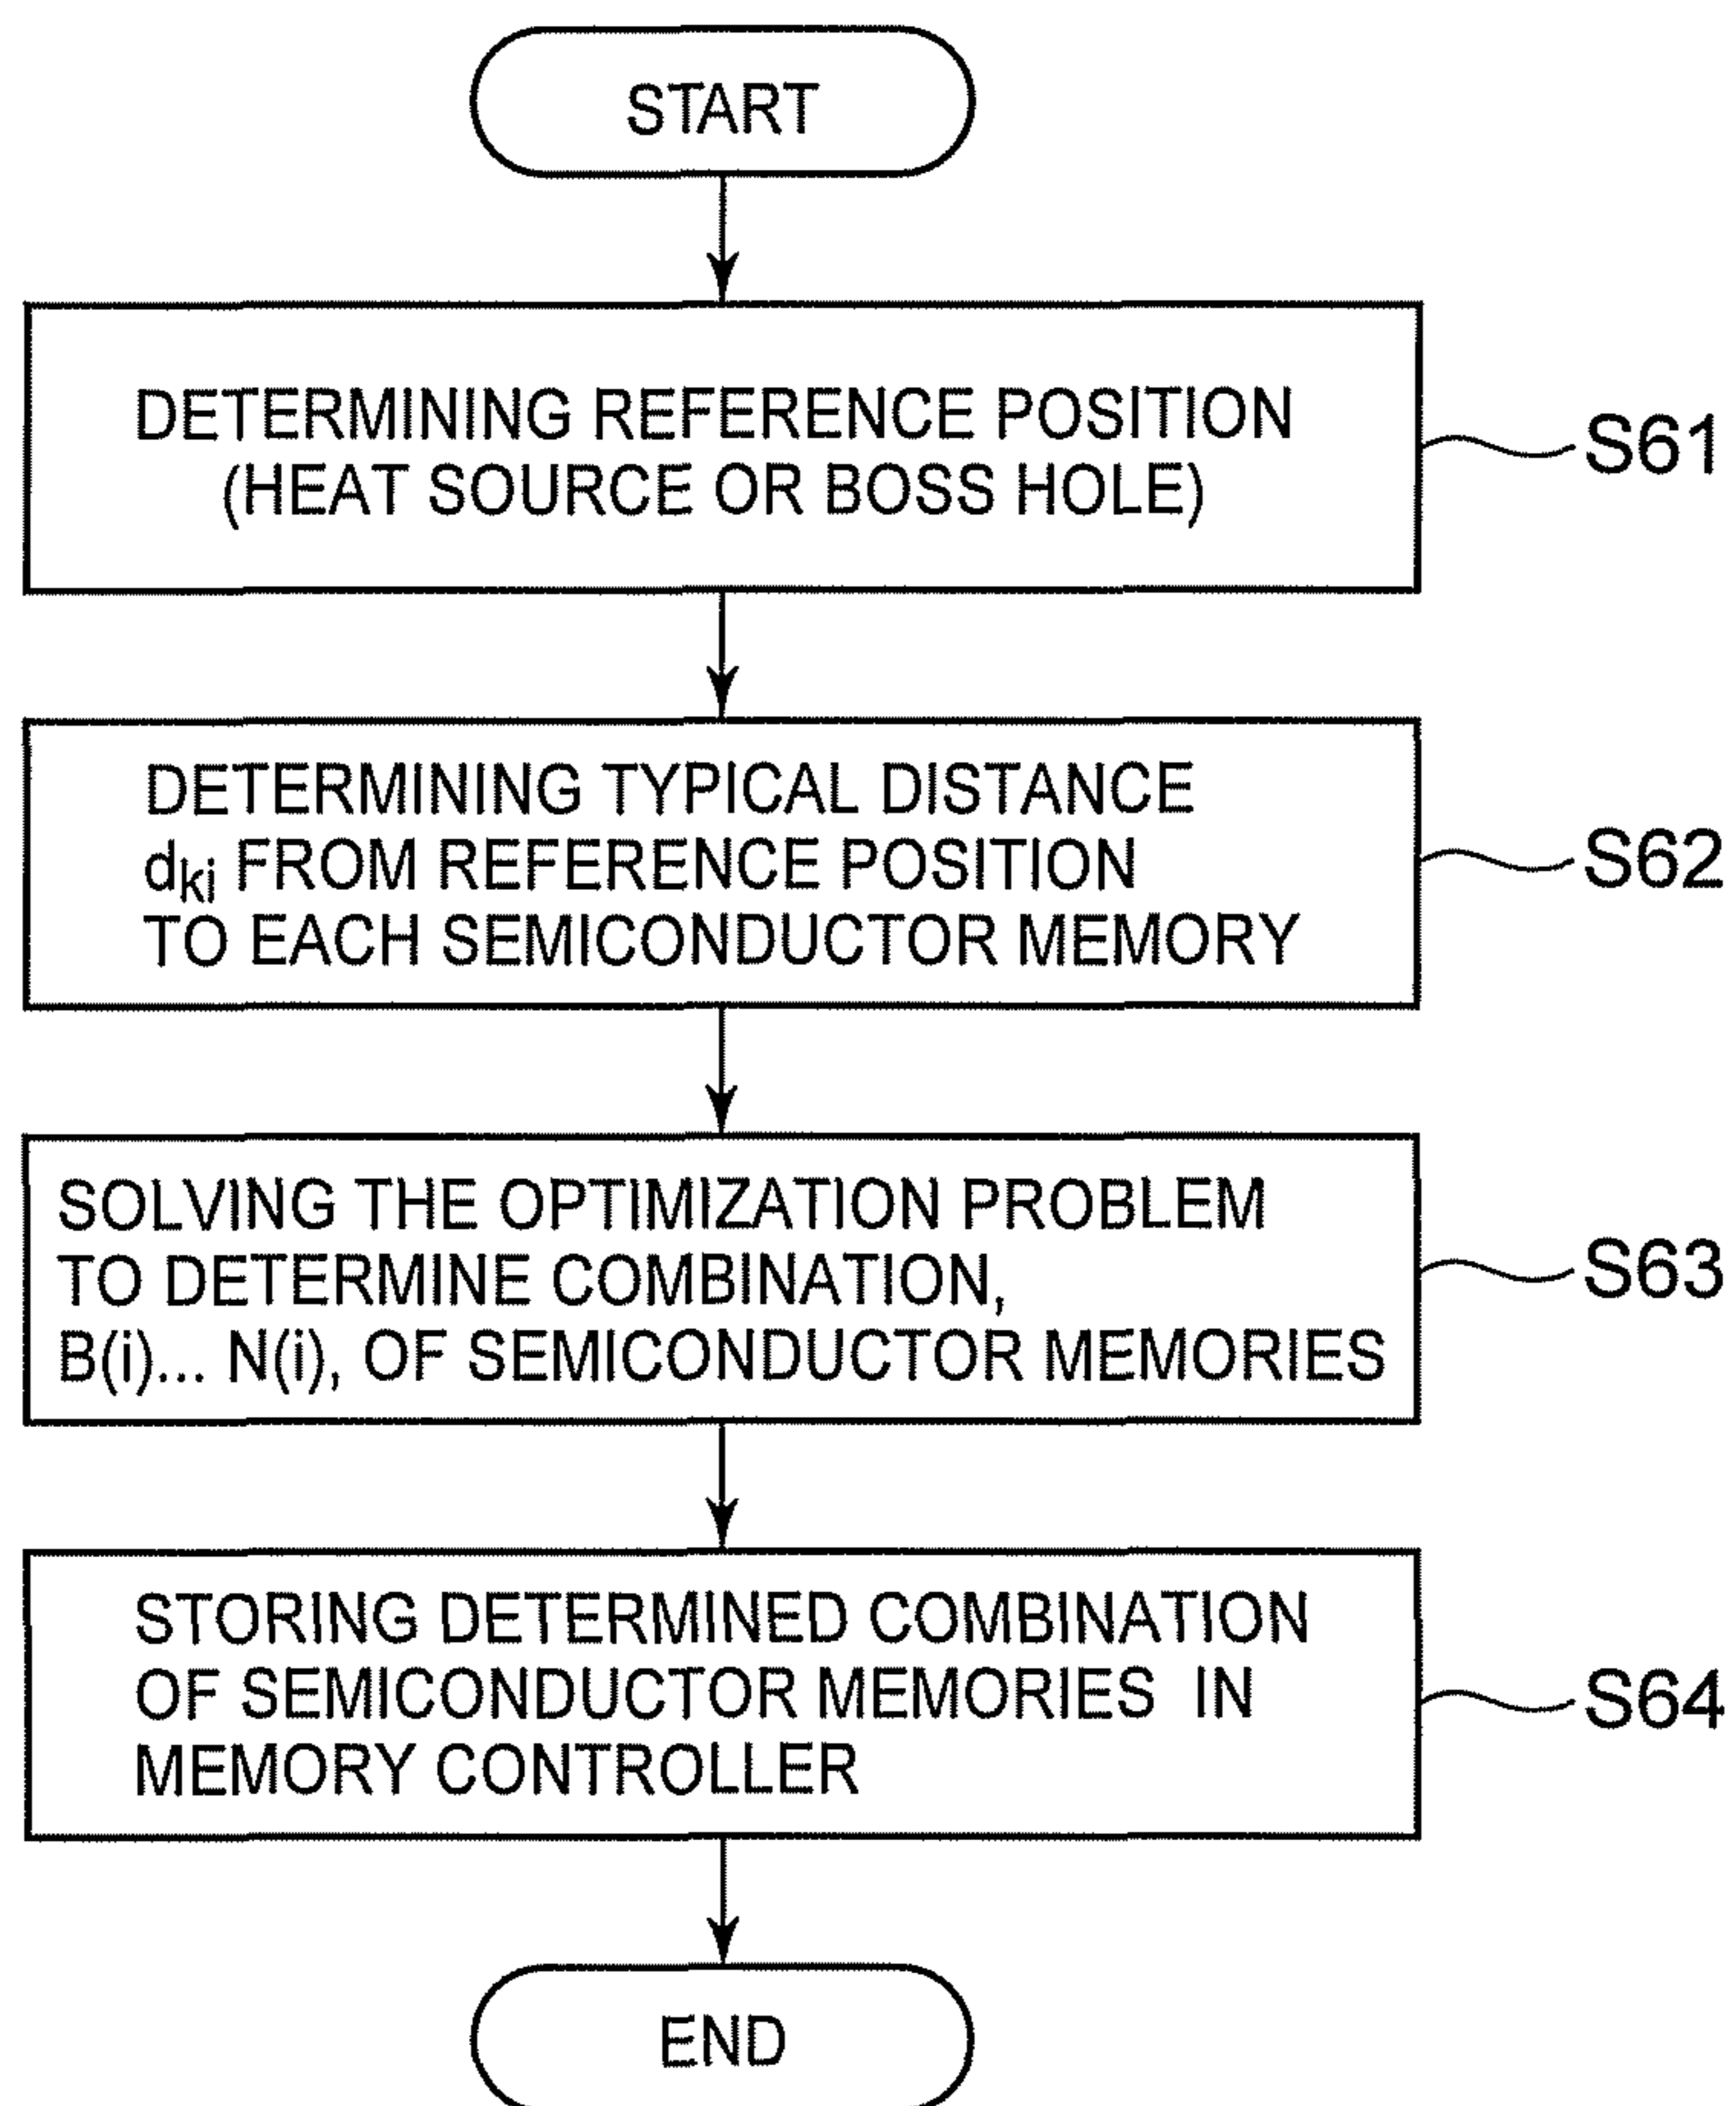 START
DETERMINING REFERENCE POSITION
(HEAT SOURCE OR BOSS HOLE)
S61
DETERMINING TYPICAL DISTANCE
dki FROM REFERENCE POSITION
TO EACH SEMICONDUCTOR MEMORY
S62
SOLVING THE OPTIMIZATION PROBLEM
TO DETERMINE COMBINATION,
B(i)... N(i), OF SEMICONDUCTOR MEMORIES
S63
STORING DETERMINED COMBINATION
OF SEMICONDUCTOR MEMORIES IN
MEMORY CONTROLLER
S64
END